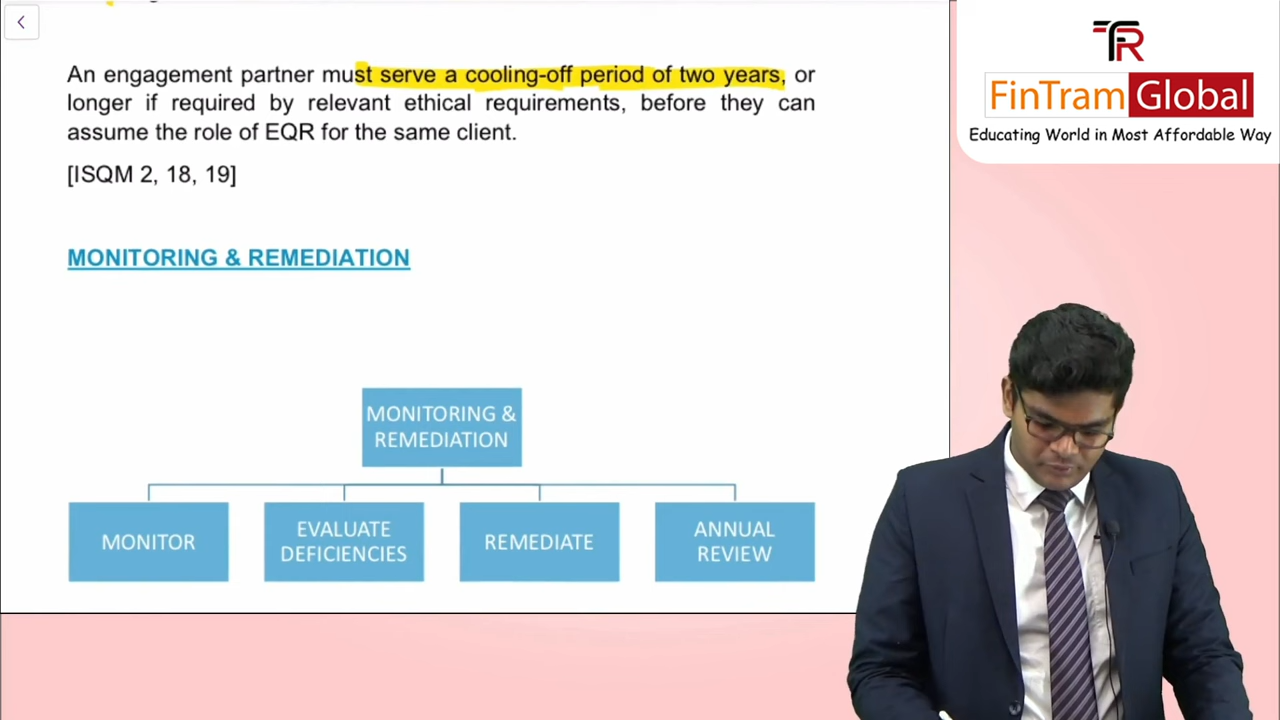 An engagement partner must serve a cooling-off period of two years, or
longer if required by relevant ethical requirements, before they can
assume the role of EQR for the same client.
[ISQM 2, 18, 19]
MONITORING & REMEDIATION
MONITORING &
REMEDIATION
MONITOR
EVALUATE
DEFICIENCIES
REMEDIATE
ANNUAL
REVIEW
TR
FinTram Global
Educating World in Most Affordable Way